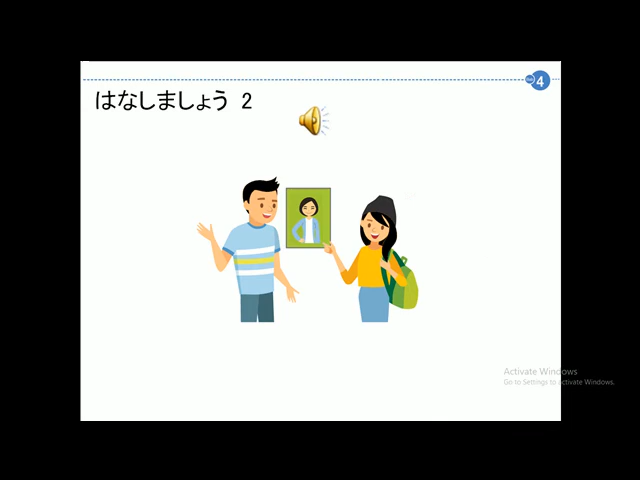 4
はなしましょう 2
Activate Windows
Go to Settings to activate Windows.